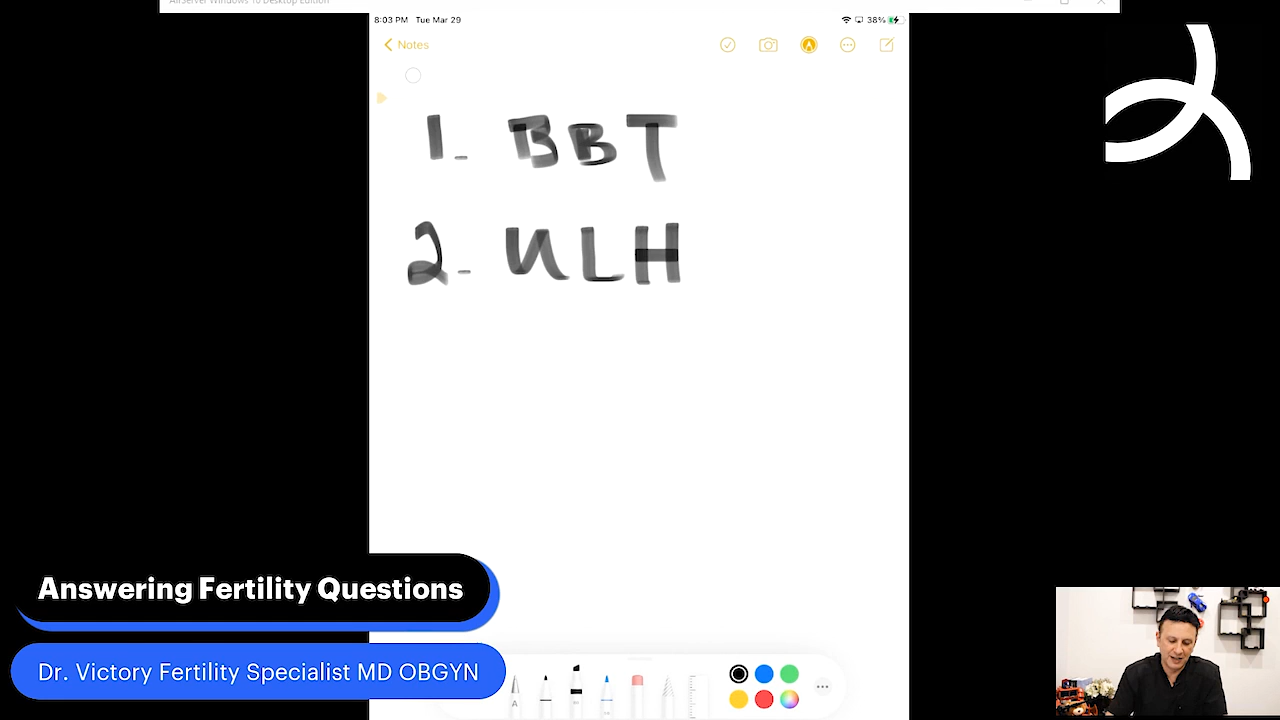 8:03 PM Tue Mar 29 38%
Notes
1. BBT
2- ULH
Answering Fertility Questions
Dr. Victory Fertility Specialist MD OBGYN
A